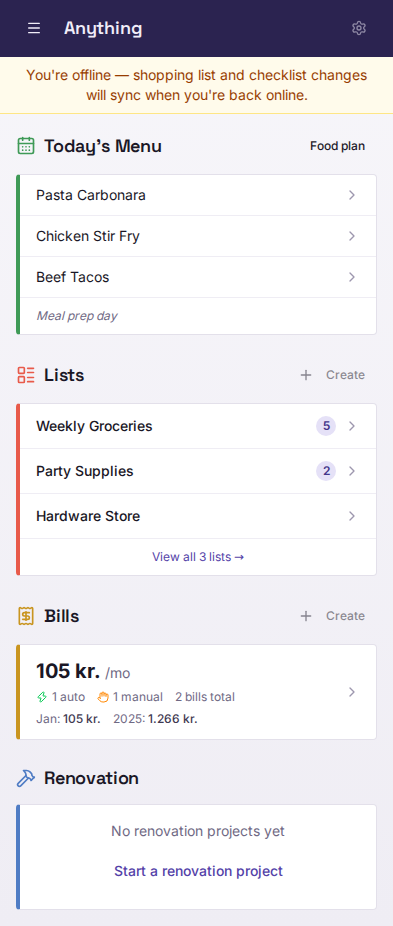 Anything
You're offline — shopping list and checklist changes
will sync when you're back online.
Today's Menu
Food plan
Pasta Carbonara
Chicken Stir Fry
Beef Tacos
Meal prep day
Lists
Create
Weekly Groceries
5
Party Supplies
2
Hardware Store
View all 3 lists →
Bills
Create
105 kr. /mo
1 auto 1 manual 2 bills total
Jan: 105 kr. 2025: 1.266 kr.
Renovation
No renovation projects yet
Start a renovation project